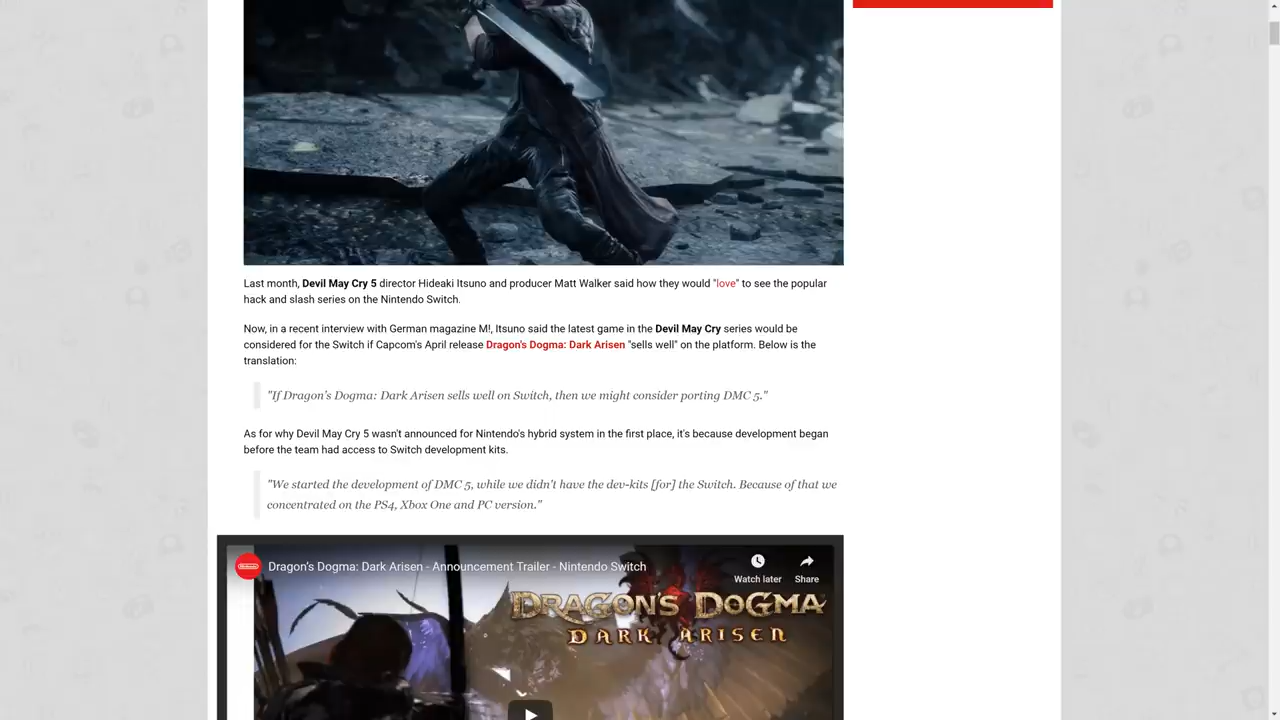 Last month, Devil May Cry 5 director Hideaki Itsuno and producer Matt Walker said how they would "love" to see the popular
hack and slash series on the Nintendo Switch.
Now, in a recent interview with German magazine M!, Itsuno said the latest game in the Devil May Cry series would be
considered for the Switch if Capcom's April release Dragon's Dogma: Dark Arisen "sells well" on the platform. Below is the
translation:
"If Dragon's Dogma: Dark Arisen sells well on Switch, then we might consider porting DMC 5."
As for why Devil May Cry 5 wasn't announced for Nintendo's hybrid system in the first place, it's because development began
before the team had access to Switch development kits.
"We started the development of DMC 5, while we didn't have the dev-kits [for] the Switch. Because of that we
concentrated on the PS4, Xbox One and PC version."
Nintendo
Dragon's Dogma: Dark Arisen - Announcement Trailer - Nintendo Switch
Watch later
Share
DRAGON'S DOGMA
DARK ARISEN